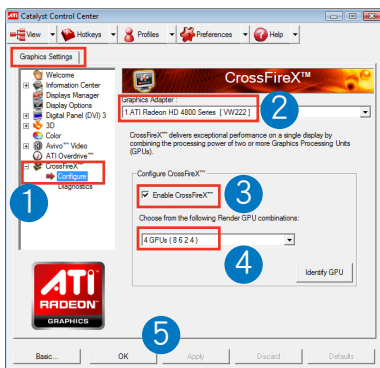 ATI Catalyst Control Center
View Hotkeys Profiles Preferences Help
Graphics Settings
Welcome
Information Center
Displays Manager
Display Options
Digital Panel (DVI) 3
3D
Color
Avivo™ Video
ATI Overdrive™
CrossFireX™
Configure
Diagnostics
1
CrossFireX™
Graphics Adapter :
1.ATI Radeon HD 4800 Series [ VW222 ]
2
CrossFireX™ delivers exceptional performance on a single display by
combining the processing power of two or more Graphics Processing Units
(GPUs).
Configure CrossFireX™
Enable CrossFireX™
3
Choose from the following Render GPU combinations:
4 GPUs ( 8 6 2 4 )
4
Identify GPU
ATI
RADEON
GRAPHICS
5
Basic... OK Apply Discard Defaults